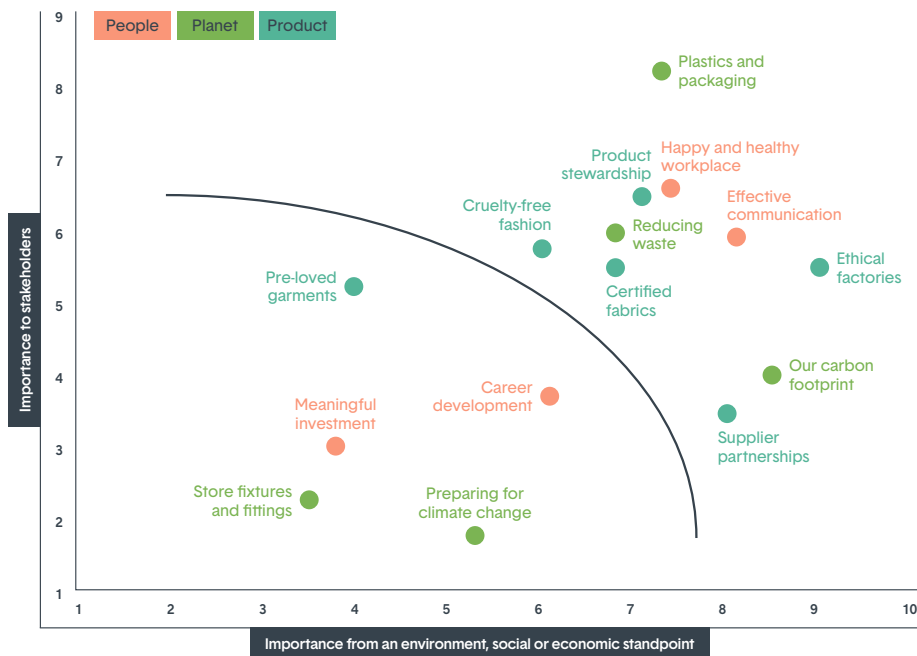 People
Planet
Product
9
8
7
6
5
4
3
2
1
Importance to stakeholders
Plastics and
packaging
Happy and healthy
workplace
Product
stewardship
Effective
communication
Cruelty-free
fashion
Reducing
waste
Ethical
factories
Pre-loved
garments
Certified
fabrics
Our carbon
footprint
Career
development
Meaningful
investment
Supplier
partnerships
Store fixtures
and fittings
Preparing for
climate change
1
2
3
4
5
6
7
8
9
10
Importance from an environment, social or economic standpoint